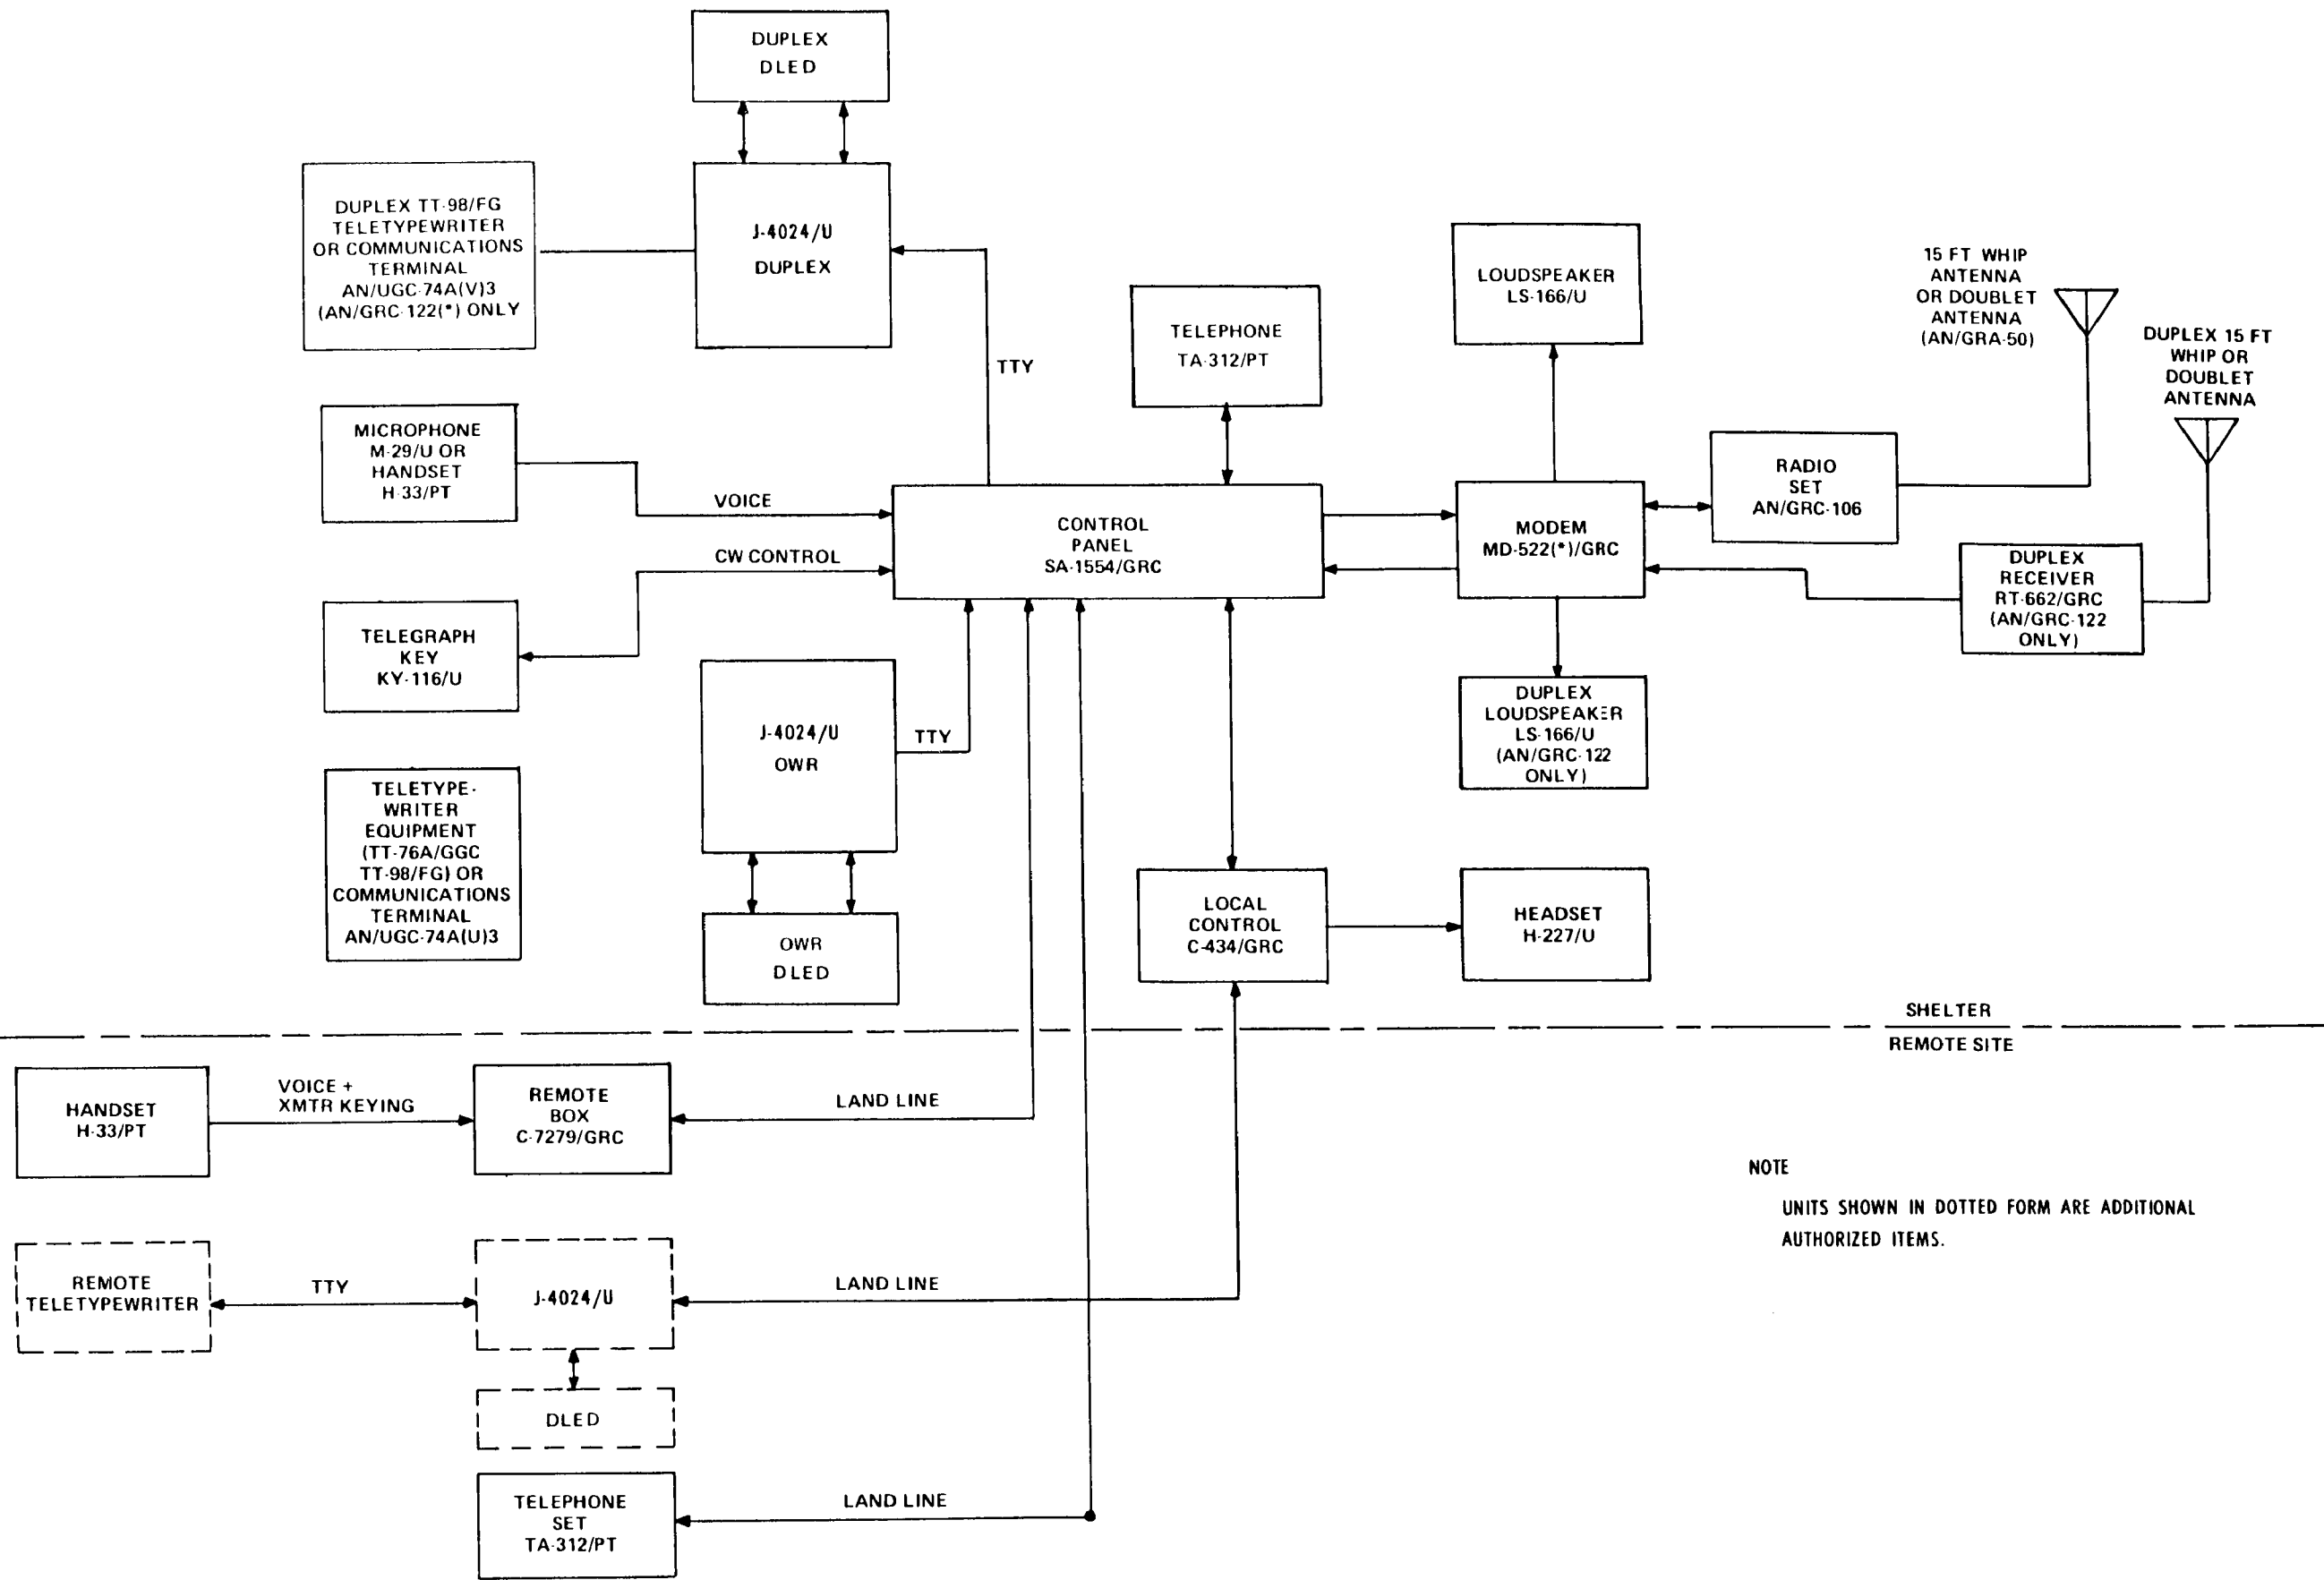 DUPLEX
DLED
DUPLEX TT-98/FG
TELETYPEWRITER
OR COMMUNICATIONS
TERMINAL
AN/UGC-74A(V)3
(AN/GRC-122(*) ONLY
J-4024/U
DUPLEX
TTY
MICROPHONE
M-29/U OR
HANDSET
H-33/PT
VOICE
TELEPHONE
TA-312/PT
LOUDSPEAKER
LS-166/U
15 FT WHIP
ANTENNA
OR DOUBLET
ANTENNA
(AN/GRA-50)
DUPLEX 15 FT
WHIP OR
DOUBLET
ANTENNA
RADIO
SET
AN/GRC-106
CONTROL
PANEL
SA-1554/GRC
MODEM
MD-522(*)/GRC
DUPLEX
RECEIVER
RT-662/GRC
(AN/GRC-122
ONLY)
CW CONTROL
TELEGRAPH
KEY
KY-116/U
J-4024/U
OWR
TTY
DUPLEX
LOUDSPEAKER
LS-166/U
(AN/GRC-122
ONLY)
TELETYPE-
WRITER
EQUIPMENT
(TT-76A/GGC
TT-98/FG) OR
COMMUNICATIONS
TERMINAL
AN/UGC-74A(U)3
OWR
DLED
LOCAL
CONTROL
C-434/GRC
HEADSET
H-227/U
SHELTER
REMOTE SITE
HANDSET
H-33/PT
VOICE +
XMTR KEYING
REMOTE
BOX
C-7279/GRC
LAND LINE
NOTE
UNITS SHOWN IN DOTTED FORM ARE ADDITIONAL
AUTHORIZED ITEMS.
REMOTE
TELETYPEWRITER
TTY
J-4024/U
LAND LINE
DLED
TELEPHONE
SET
TA-312/PT
LAND LINE